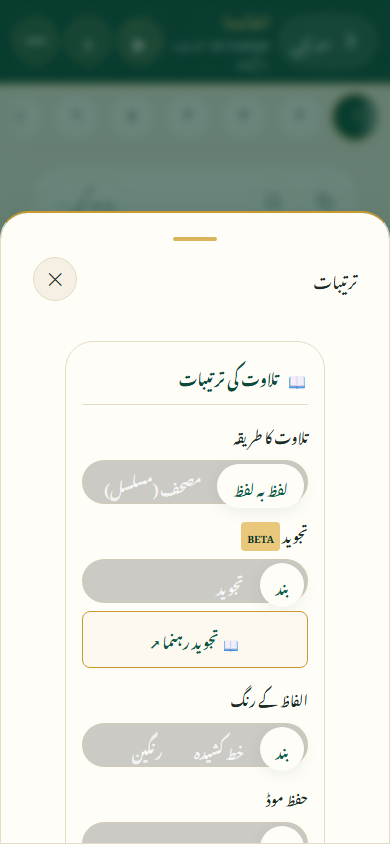 ترتیبات
📖 تلاوت کی ترتیبات
تلاوت کا طریقہ
لفظ بہ لفظ مصحف (مسلسل)
تجوید BETA
بند تجوید
📖 تجوید رہنما ↗
الفاظ کے رنگ
بند خط کشیدہ رنگین
حفظ موڈ